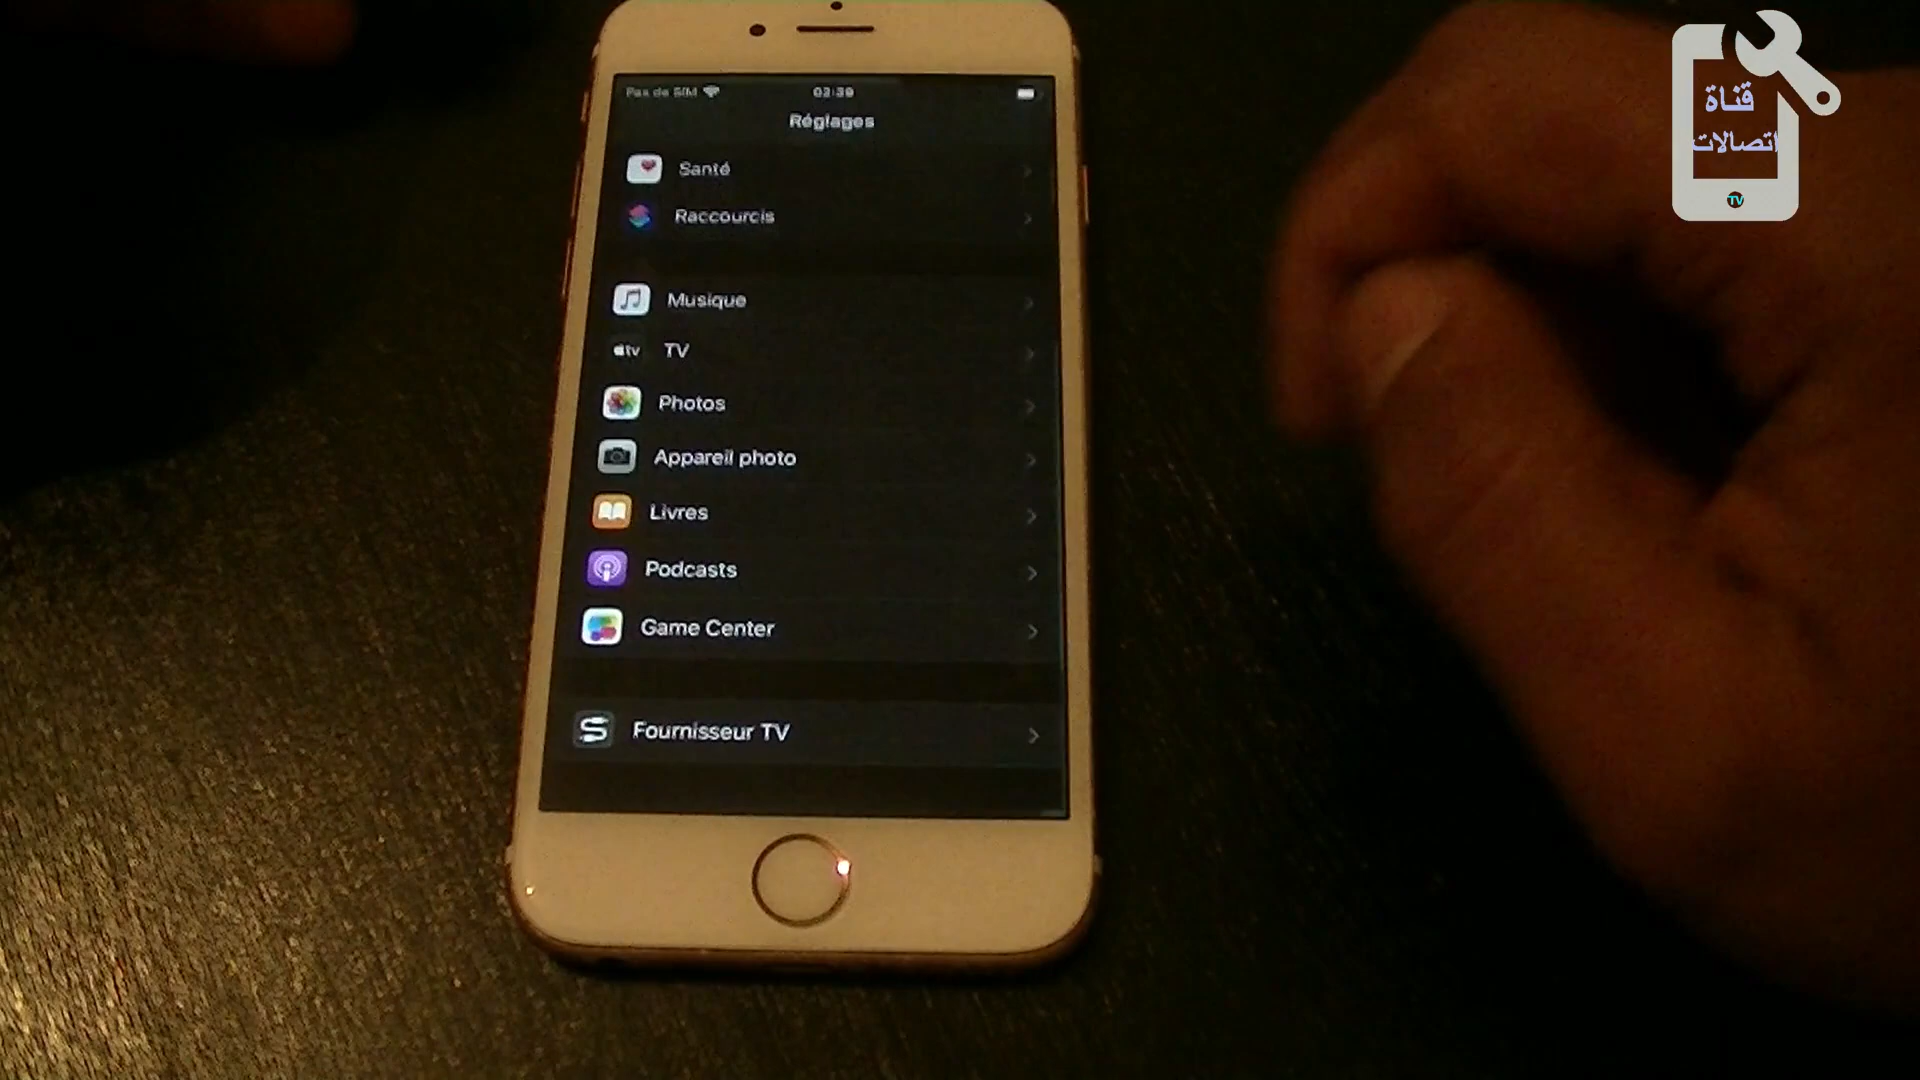 Pas de SIM 02:39
Réglages
Santé
Raccourcis
Musique
tv TV
Photos
Appareil photo
Livres
Podcasts
Game Center
Fournisseur TV
قناة
اتصالات
TV